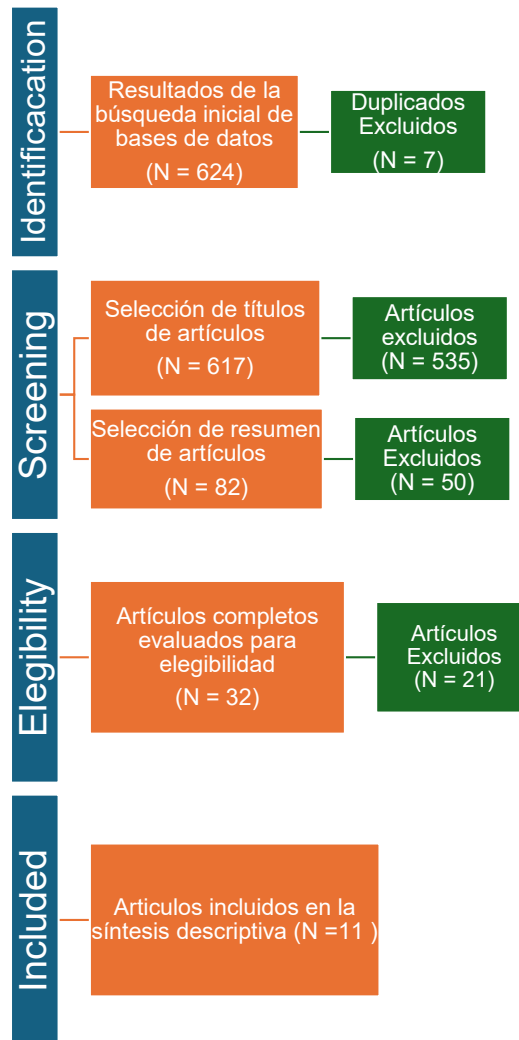 Identificacation
Resultados de la
búsqueda inicial de
bases de datos
(N = 624)
Duplicados
Excluidos
(N = 7)
Screening
Selección de títulos
de artículos
(N = 617)
Artículos
excluidos
(N = 535)
Selección de resumen
de artículos
(N = 82)
Artículos
Excluidos
(N = 50)
Elegibility
Artículos completos
evaluados para
elegibilidad
(N = 32)
Artículos
Excluidos
(N = 21)
Included
Articulos incluidos en la
síntesis descriptiva (N =11 )